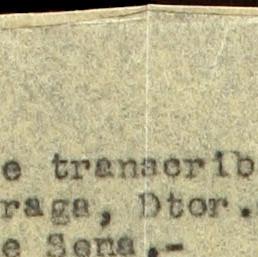 e transcrib
raga, Dtor.
e Sena.-